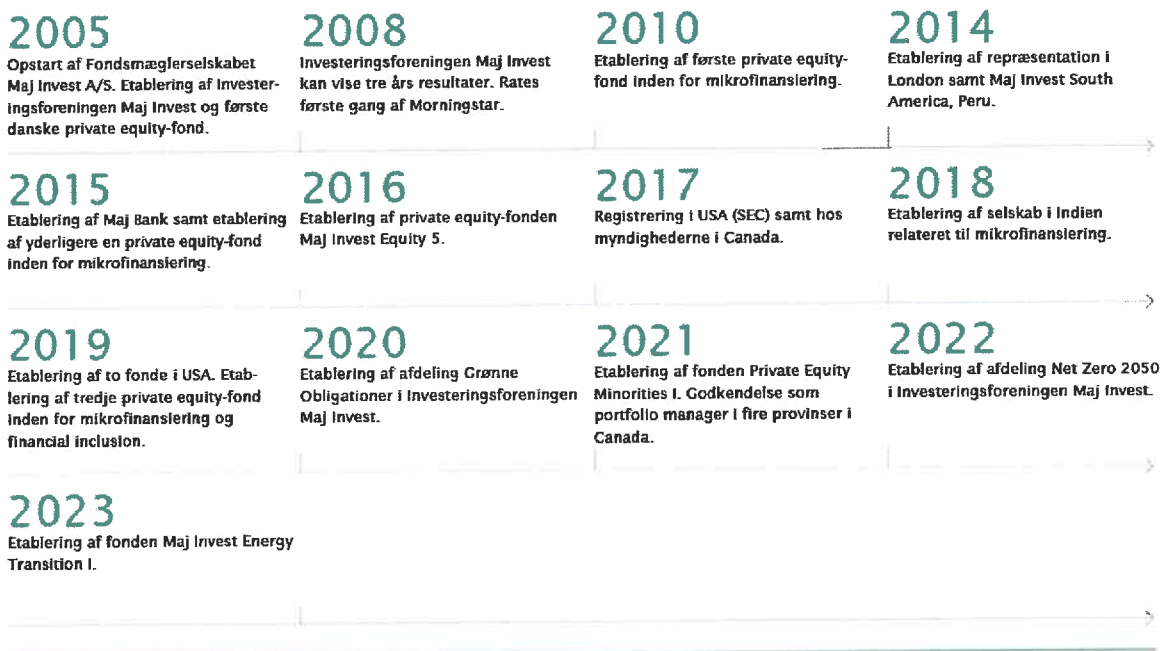 2005
Opstart af Fondsmæglerselskabet
Maj Invest A/S. Etablering af Invester-
ingsforeningen Maj Invest og første
danske private equity-fond.
2008
Investeringsforeningen Maj Invest
kan vise tre års resultater. Rates
første gang af Morningstar.
2010
Etablering af første private equity-
fond inden for mikrofinansiering.
2014
Etablering af repræsentation i
London samt Maj Invest South
America, Peru.
2015
Etablering af Maj Bank samt etablering
af yderligere en private equity-fond
inden for mikrofinansiering.
2016
Etablering af private equity-fonden
Maj Invest Equity 5.
2017
Registrering i USA (SEC) samt hos
myndighederne i Canada.
2018
Etablering af selskab i Indien
relateret til mikrofinansiering.
2019
Etablering af to fonde i USA. Etab-
lering af tredje private equity-fond
inden for mikrofinansiering og
financial inclusion.
2020
Etablering af afdeling Grønne
Obligationer i Investeringsforeningen
Maj Invest.
2021
Etablering af fonden Private Equity
Minorities I. Godkendelse som
portfolio manager i fire provinser i
Canada.
2022
Etablering af afdeling Net Zero 2050
i Investeringsforeningen Maj Invest.
2023
Etablering af fonden Maj Invest Energy
Transition I.